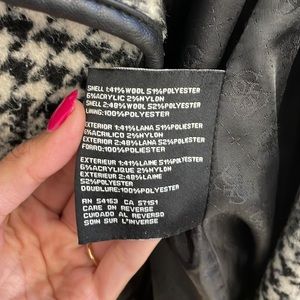 SHELL 1:41%WOOL 51%POLYESTER
6%ACRYLIC 2%NYLON
SHELL 2:48%WOOL 52%POLYESTER
LINING:100%POLYESTER
EXTERIOR 1:41%LANA 51%POLYESTER
6%ACRILICO 2%NYLON
EXTERIOR 2:48%LANA 52%POLYESTER
FORRO:100%POLYESTER
EXTERIEUR 1:41%LAINE 51%POLYESTER
6%ACRYLIQUE 2%NYLON
EXTERIEUR 2:48%LAINE
52%POLYESTER
DOUBLURE:100%POLYESTER
RN 54163 CA 57151
CARE ON REVERSE
CUIDADO AL REVERSO
SOIN SUR L'INVERSE